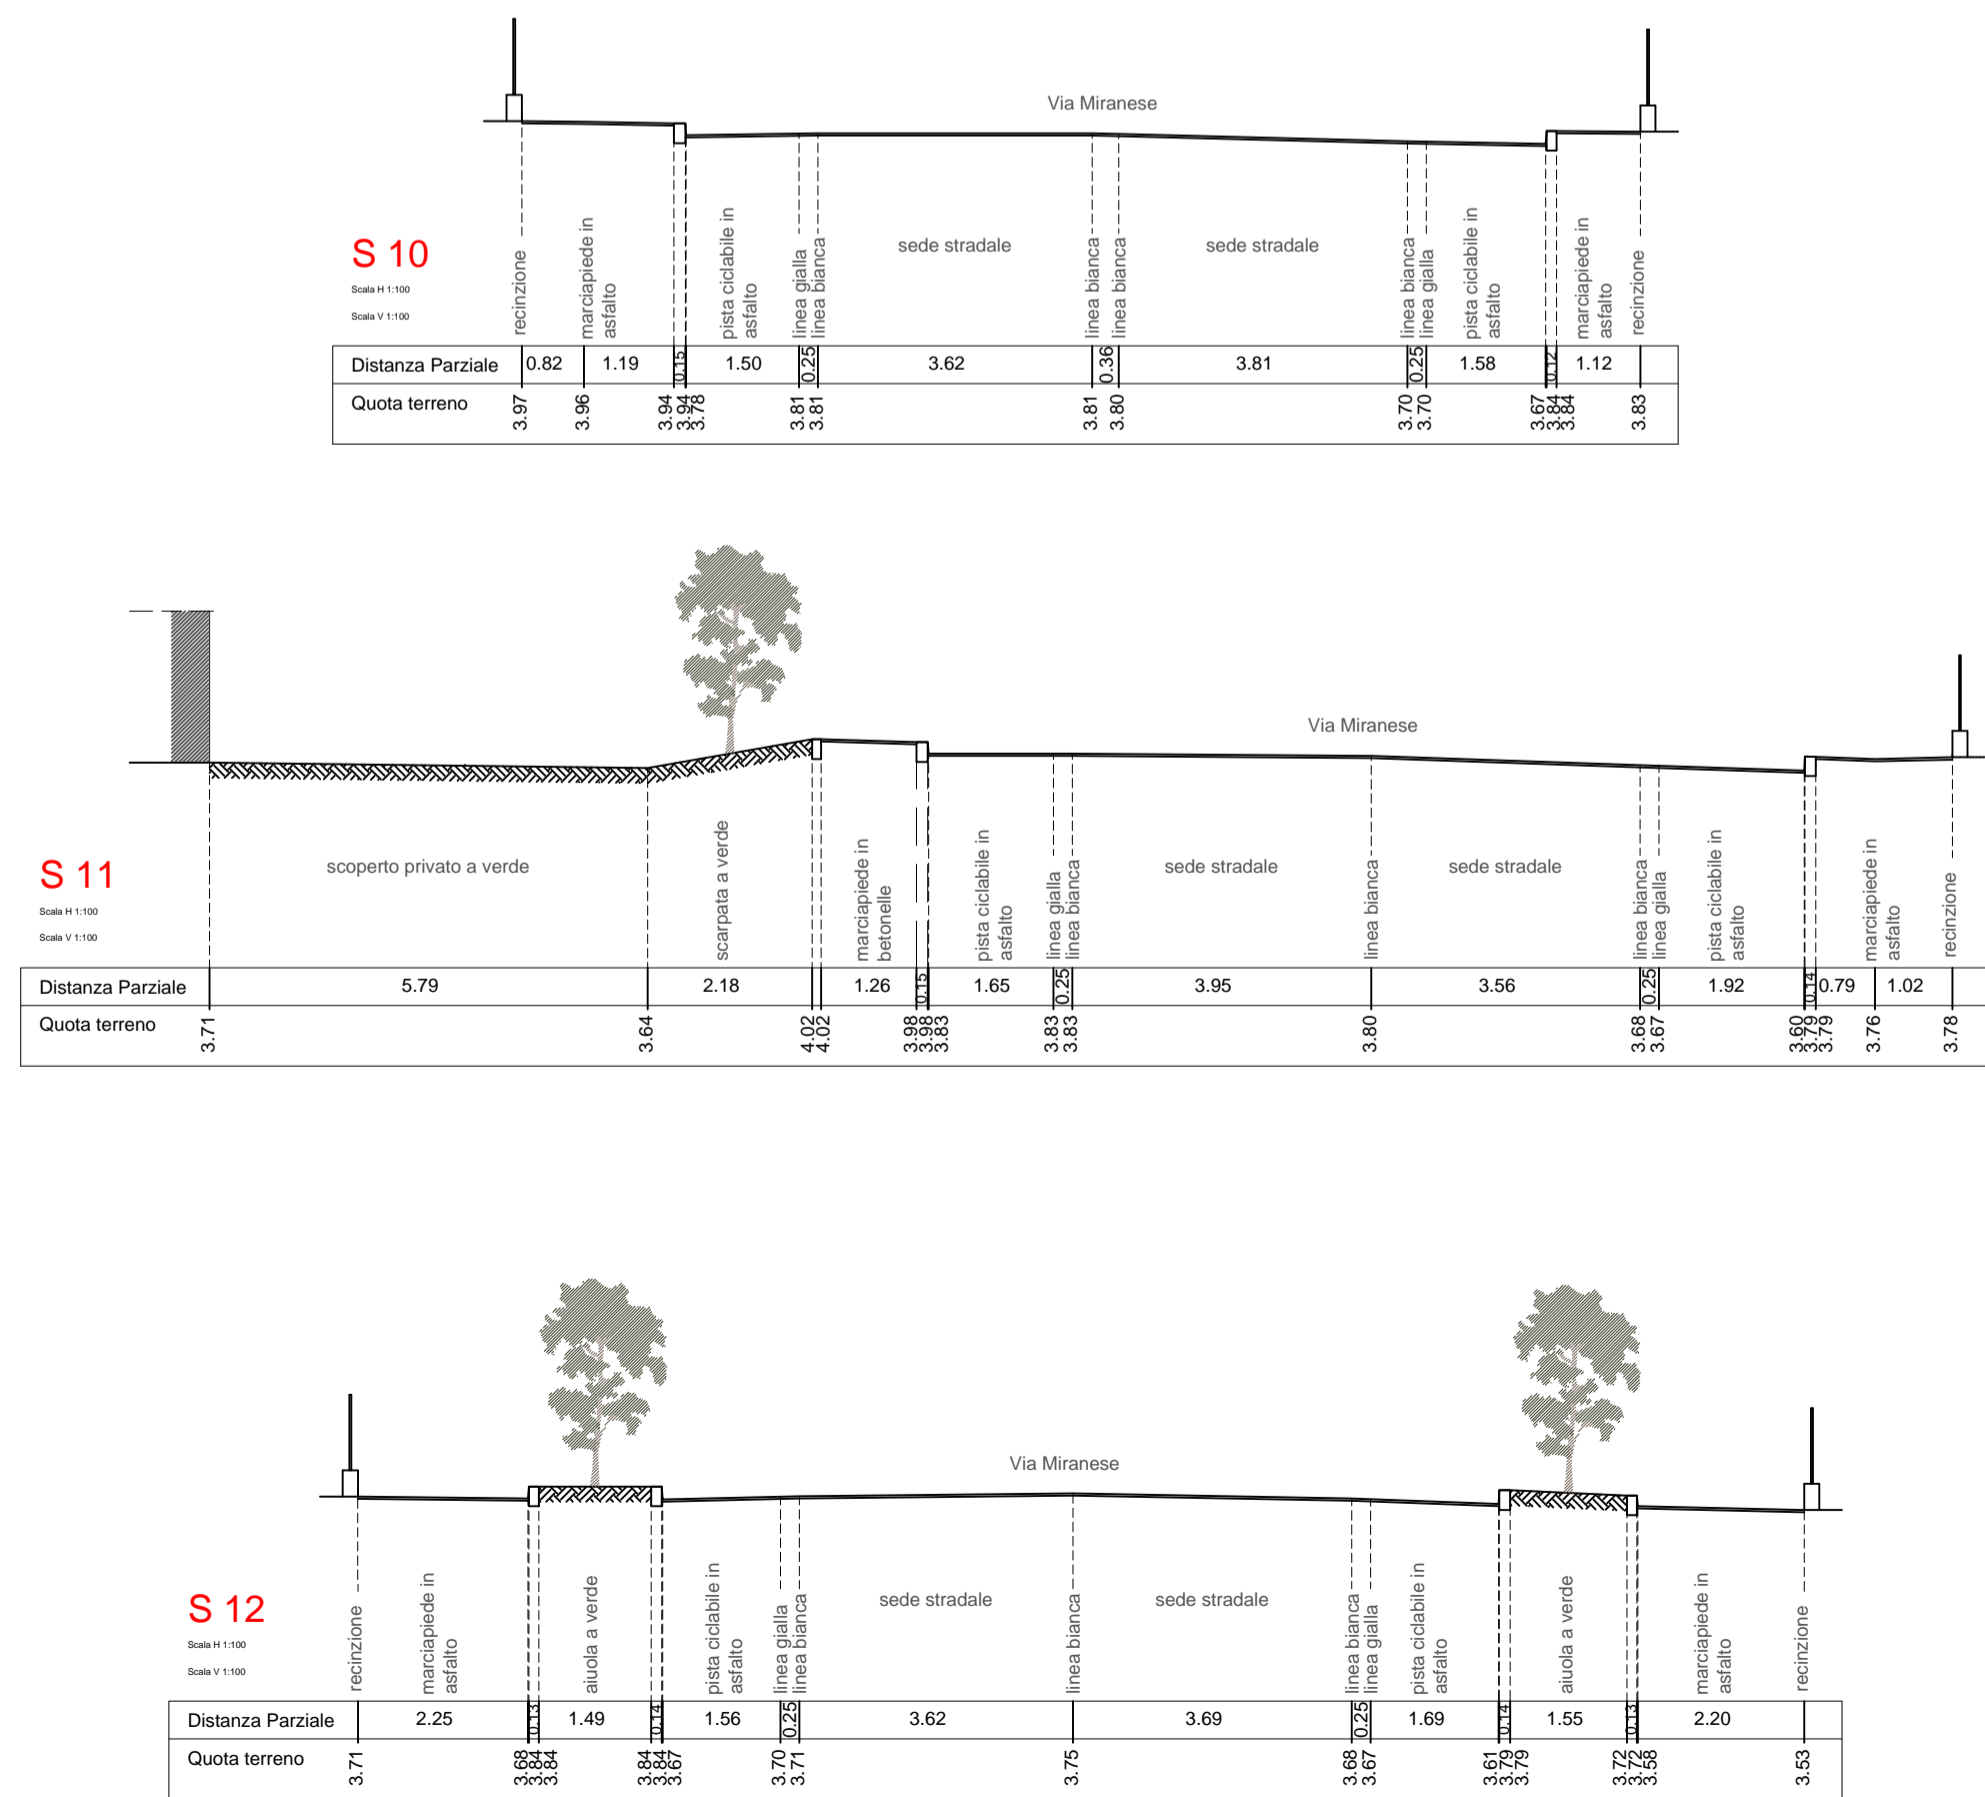 Via Miranese
S 10
Scala H 1:100
Scala V 1:100
recinzione
marciapiede in
asfalto
pista ciclabile in
asfalto
linea gialla
linea bianca
sede stradale
linea bianca
linea bianca
sede stradale
linea bianca
linea gialla
pista ciclabile in
asfalto
marciapiede in
asfalto
recinzione
Distanza Parziale 0.82 1.19 0.15 1.50 0.25 3.62 0.36 3.81 0.25 1.58 0.12 1.12
Quota terreno 3.97 3.96 3.94 3.94 3.78 3.81 3.81 3.81 3.80 3.70 3.70 3.67 3.84 3.84 3.83
Via Miranese
S 11
Scala H 1:100
Scala V 1:100
scoperto privato a verde
scarpata a verde
marciapiede in
betonelle
pista ciclabile in
asfalto
linea gialla
linea bianca
sede stradale
linea bianca
sede stradale
linea bianca
linea gialla
pista ciclabile in
asfalto
marciapiede in
asfalto
recinzione
Distanza Parziale 5.79 2.18 1.26 0.15 1.65 0.25 3.95 3.56 0.25 1.92 0.14 0.79 1.02
Quota terreno 3.71 3.64 4.02 4.02 3.98 3.98 3.83 3.83 3.83 3.80 3.68 3.67 3.60 3.79 3.79 3.76 3.78
Via Miranese
S 12
Scala H 1:100
Scala V 1:100
recinzione
marciapiede in
asfalto
aiuola a verde
pista ciclabile in
asfalto
linea gialla
linea bianca
sede stradale
linea bianca
sede stradale
linea bianca
linea gialla
pista ciclabile in
asfalto
aiuola a verde
marciapiede in
asfalto
recinzione
Distanza Parziale 2.25 0.13 1.49 0.14 1.56 0.25 3.62 3.69 0.25 1.69 0.14 1.55 0.13 2.20
Quota terreno 3.71 3.68 3.84 3.84 3.84 3.84 3.67 3.70 3.71 3.75 3.68 3.67 3.61 3.79 3.79 3.72 3.72 3.58 3.53